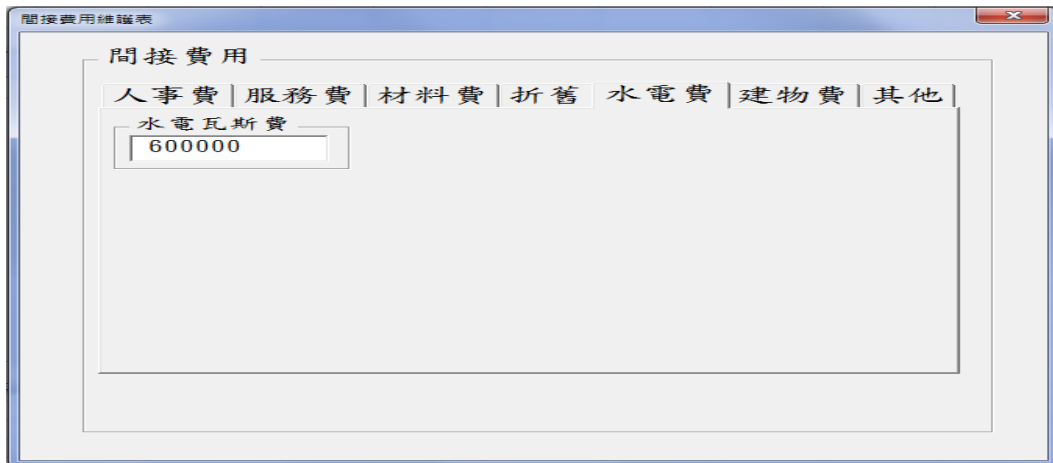 間接費用維護表
間接費用
人事費 服務費 材料費 折舊 水電費 建物費 其他
水電瓦斯費
600000